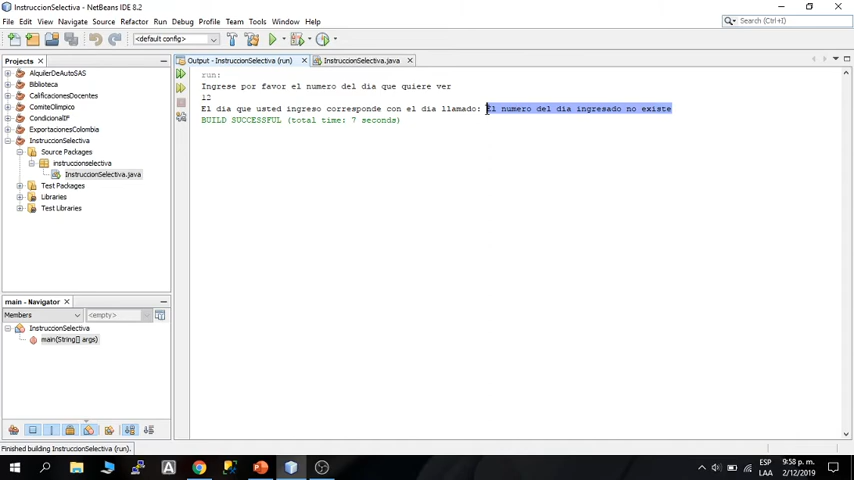 InstruccionSelectiva - NetBeans IDE 8.2
File Edit View Navigate Source Refactor Run Debug Profile Team Tools Window Help
Search (Ctrl+I)
<default config>
Projects
Output - InstruccionSelectiva (run)
InstruccionSelectiva.java
AlquilerDeAutoSAS
Biblioteca
CalificacionesDocentes
ComiteOlimpico
CondicionalIF
ExportacionesColombia
InstruccionSelectiva
Source Packages
instruccionselectiva
InstruccionSelectiva.java
Test Packages
Libraries
Test Libraries
run:
Ingrese por favor el numero del dia que quiere ver
12
El dia que usted ingreso corresponde con el dia llamado: El numero del dia ingresado no existe
BUILD SUCCESSFUL (total time: 7 seconds)
main - Navigator
Members
<empty>
InstruccionSelectiva
main(String[] args)
Finished building InstruccionSelectiva (run).
ESP
LAA
9:58 p. m.
2/12/2019